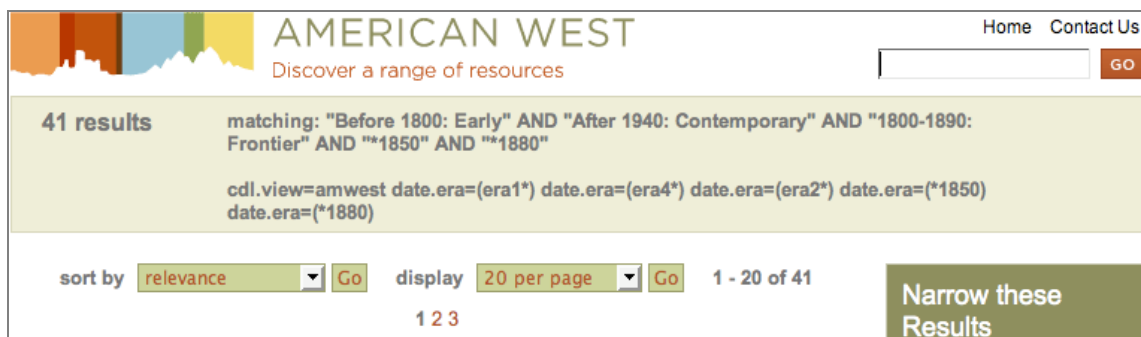 AMERICAN WEST
Discover a range of resources
Home Contact Us
GO
41 results
matching: "Before 1800: Early" AND "After 1940: Contemporary" AND "1800-1890:
Frontier" AND "*1850" AND "*1880"
cdl.view=amwest date.era=(era1*) date.era=(era4*) date.era=(era2*) date.era=(*1850)
date.era=(*1880)
sort by relevance Go display 20 per page Go 1 - 20 of 41
1 2 3
Narrow these
Results